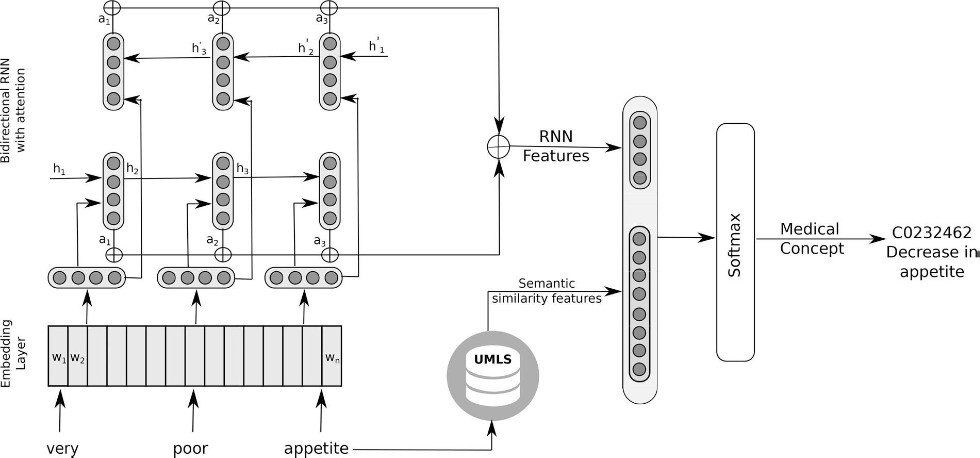 a1 a2 a3
Bidirectional RNN
with attention
h'3 h'2 h'1
h1 h2 h3
a1 a2 a3
RNN
Features
Softmax
Medical
Concept
C0232462
Decrease in
appetite
Semantic
similarity features
UMLS
Embedding
Layer
w1 w2 wn
very poor appetite